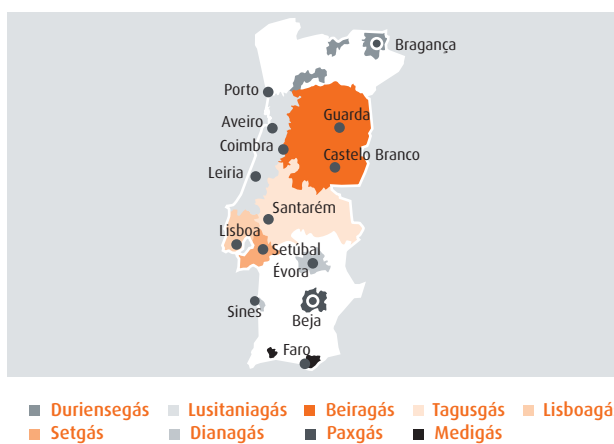 Bragança
Porto
Guarda
Aveiro
Coimbra
Castelo Branco
Leiria
Santarém
Lisboa
Setúbal
Évora
Sines
Beja
Faro
Duriensegás Lusitaniagás Beiragás Tagusgás Lisboagá
Setgás Dianagás Paxgás Medigás